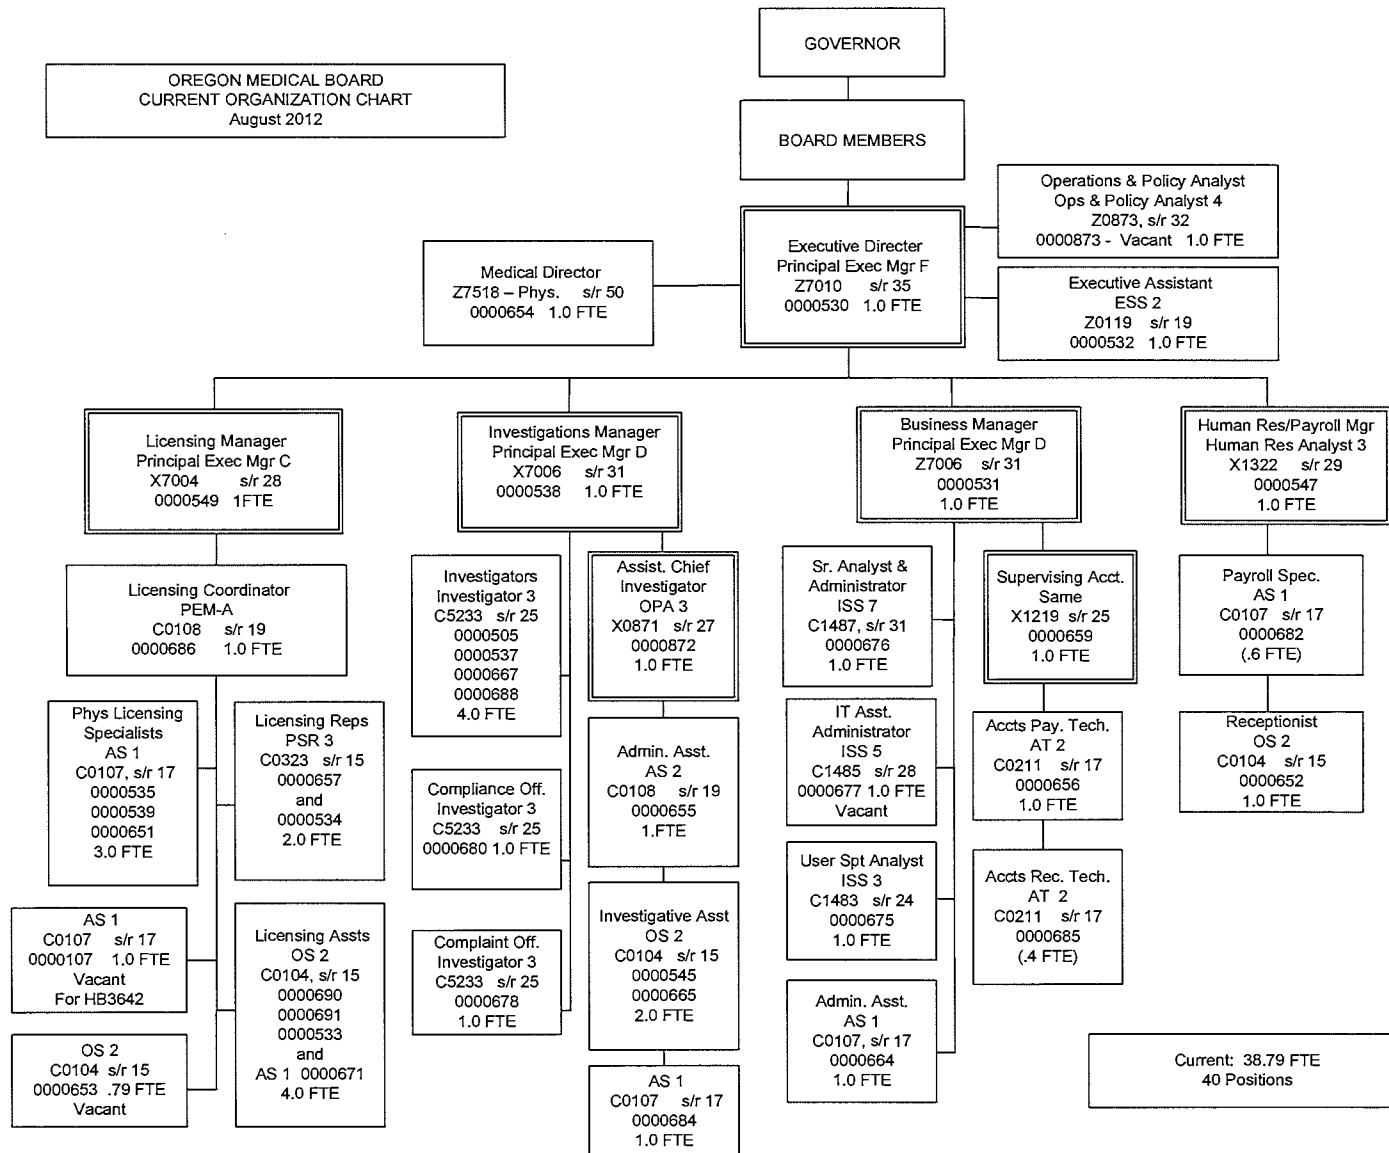 OREGON MEDICAL BOARD
CURRENT ORGANIZATION CHART
August 2012
GOVERNOR
BOARD MEMBERS
Operations & Policy Analyst
Ops & Policy Analyst 4
Z0873, s/r 32
0000873 - Vacant 1.0 FTE
Executive Directer
Principal Exec Mgr F
Z7010 s/r 35
0000530 1.0 FTE
Medical Director
Z7518 – Phys. s/r 50
0000654 1.0 FTE
Executive Assistant
ESS 2
Z0119 s/r 19
0000532 1.0 FTE
Licensing Manager
Principal Exec Mgr C
X7004 s/r 28
0000549 1FTE
Investigations Manager
Principal Exec Mgr D
X7006 s/r 31
0000538 1.0 FTE
Business Manager
Principal Exec Mgr D
Z7006 s/r 31
0000531
1.0 FTE
Human Res/Payroll Mgr
Human Res Analyst 3
X1322 s/r 29
0000547
1.0 FTE
Licensing Coordinator
PEM-A
C0108 s/r 19
0000686 1.0 FTE
Phys Licensing
Specialists
AS 1
C0107, s/r 17
0000535
0000539
0000651
3.0 FTE
Licensing Reps
PSR 3
C0323 s/r 15
0000657
and
0000534
2.0 FTE
AS 1
C0107 s/r 17
0000107 1.0 FTE
Vacant
For HB3642
Licensing Assts
OS 2
C0104, s/r 15
0000690
0000691
0000533
and
AS 1 0000671
4.0 FTE
OS 2
C0104 s/r 15
0000653 .79 FTE
Vacant
Investigators
Investigator 3
C5233 s/r 25
0000505
0000537
0000667
0000688
4.0 FTE
Compliance Off.
Investigator 3
C5233 s/r 25
0000680 1.0 FTE
Complaint Off.
Investigator 3
C5233 s/r 25
0000678
1.0 FTE
Assist. Chief
Investigator
OPA 3
X0871 s/r 27
0000872
1.0 FTE
Admin. Asst.
AS 2
C0108 s/r 19
0000655
1.FTE
Investigative Asst
OS 2
C0104 s/r 15
0000545
0000665
2.0 FTE
AS 1
C0107 s/r 17
0000684
1.0 FTE
Sr. Analyst &
Administrator
ISS 7
C1487, s/r 31
0000676
1.0 FTE
IT Asst.
Administrator
ISS 5
C1485 s/r 28
0000677 1.0 FTE
Vacant
User Spt Analyst
ISS 3
C1483 s/r 24
0000675
1.0 FTE
Admin. Asst.
AS 1
C0107, s/r 17
0000664
1.0 FTE
Supervising Acct.
Same
X1219 s/r 25
0000659
1.0 FTE
Accts Pay. Tech.
AT 2
C0211 s/r 17
0000656
1.0 FTE
Accts Rec. Tech.
AT 2
C0211 s/r 17
0000685
(.4 FTE)
Payroll Spec.
AS 1
C0107 s/r 17
0000682
(.6 FTE)
Receptionist
OS 2
C0104 s/r 15
0000652
1.0 FTE
Current: 38.79 FTE
40 Positions